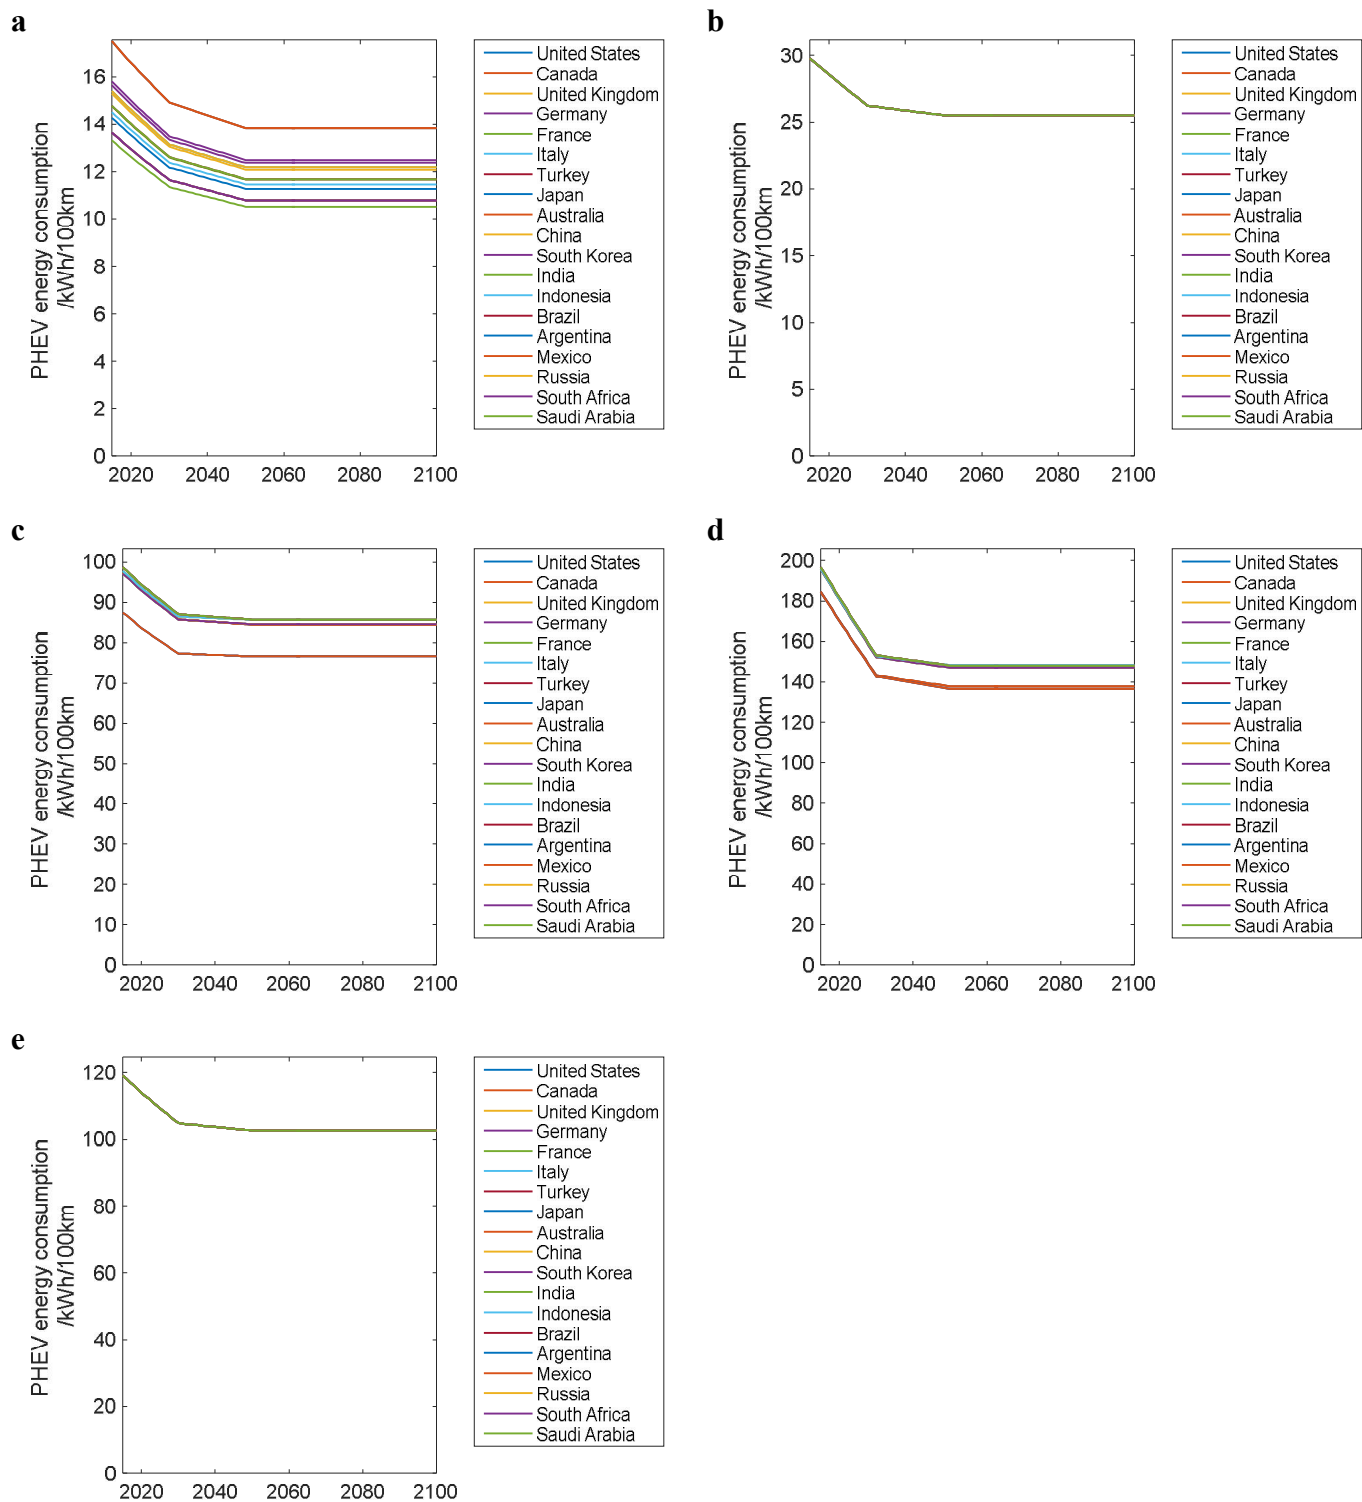 a
PHEV energy consumption
/kWh/100km
16
14
12
10
8
6
4
2
0
2020 2040 2060 2080 2100
United States
Canada
United Kingdom
Germany
France
Italy
Turkey
Japan
Australia
China
South Korea
India
Indonesia
Brazil
Argentina
Mexico
Russia
South Africa
Saudi Arabia
b
PHEV energy consumption
/kWh/100km
30
25
20
15
10
5
0
2020 2040 2060 2080 2100
United States
Canada
United Kingdom
Germany
France
Italy
Turkey
Japan
Australia
China
South Korea
India
Indonesia
Brazil
Argentina
Mexico
Russia
South Africa
Saudi Arabia
c
PHEV energy consumption
/kWh/100km
100
90
80
70
60
50
40
30
20
10
0
2020 2040 2060 2080 2100
United States
Canada
United Kingdom
Germany
France
Italy
Turkey
Japan
Australia
China
South Korea
India
Indonesia
Brazil
Argentina
Mexico
Russia
South Africa
Saudi Arabia
d
PHEV energy consumption
/kWh/100km
200
180
160
140
120
100
80
60
40
20
0
2020 2040 2060 2080 2100
United States
Canada
United Kingdom
Germany
France
Italy
Turkey
Japan
Australia
China
South Korea
India
Indonesia
Brazil
Argentina
Mexico
Russia
South Africa
Saudi Arabia
e
PHEV energy consumption
/kWh/100km
120
100
80
60
40
20
0
2020 2040 2060 2080 2100
United States
Canada
United Kingdom
Germany
France
Italy
Turkey
Japan
Australia
China
South Korea
India
Indonesia
Brazil
Argentina
Mexico
Russia
South Africa
Saudi Arabia